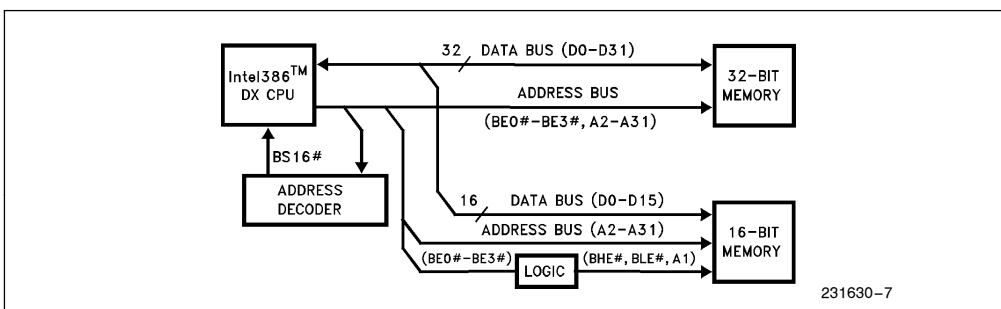 32 DATA BUS (D0-D31)
Intel386™
DX CPU
32-BIT
MEMORY
ADDRESS BUS
(BE0#-BE3#, A2-A31)
BS16#
ADDRESS
DECODER
16 DATA BUS (D0-D15)
ADDRESS BUS (A2-A31)
16-BIT
MEMORY
(BE0#-BE3#)
LOGIC
(BHE#, BLE#, A1)
231630-7